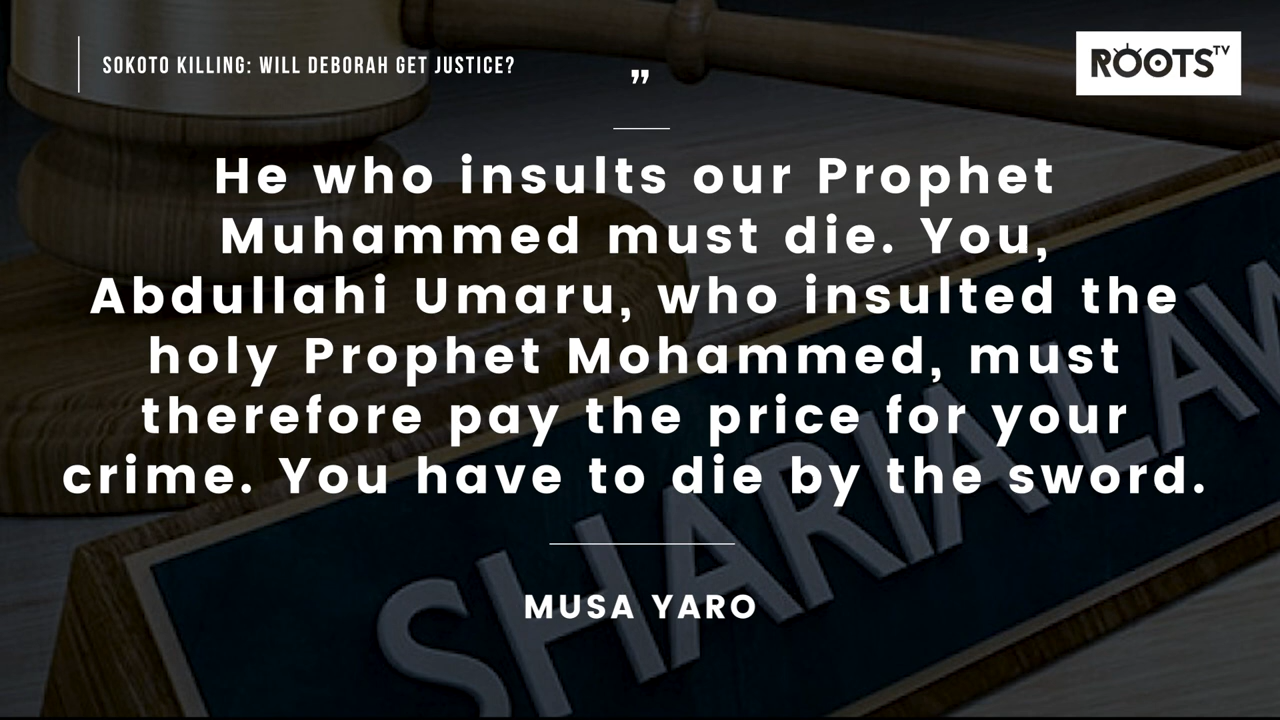 SOKOTO KILLING: WILL DEBORAH GET JUSTICE?
ROOTS TV
”
He who insults our Prophet
Muhammed must die. You,
Abdullahi Umaru, who insulted the
holy Prophet Mohammed, must
therefore pay the price for your
crime. You have to die by the sword.
MUSA YARO
SHARIA LAW